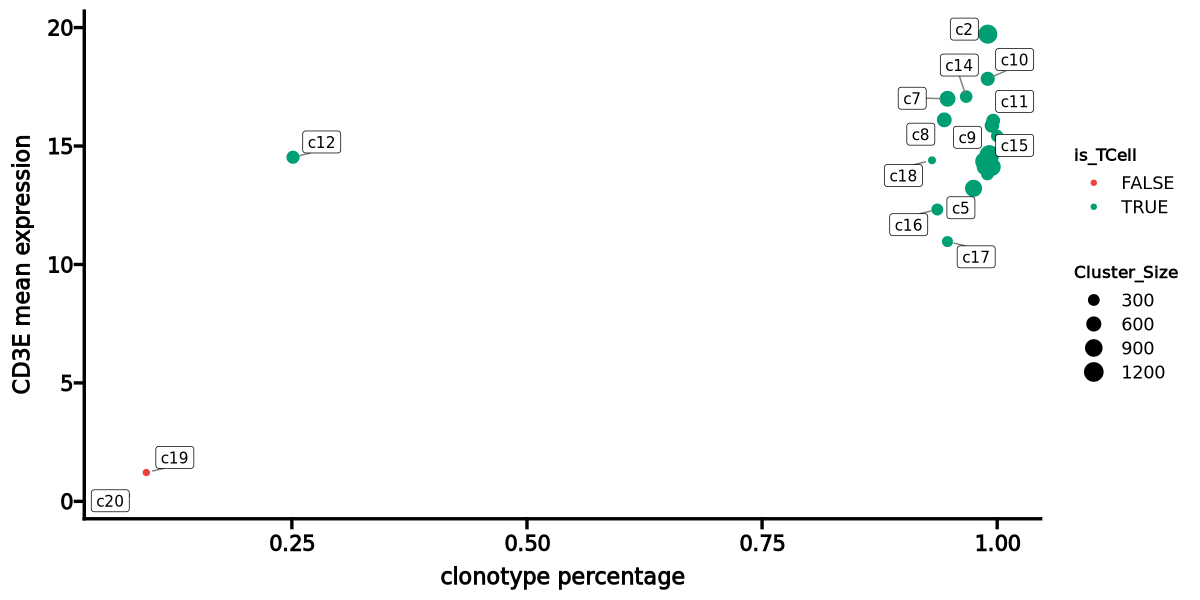 20
15
10
5
0
CD3E mean expression
c2
c10
c14
c7
c11
c8
c9
c12
c15
c18
c5
c16
c17
c19
c20
0.25
0.50
0.75
1.00
clonotype percentage
is_TCell
FALSE
TRUE
Cluster_Size
300
600
900
1200